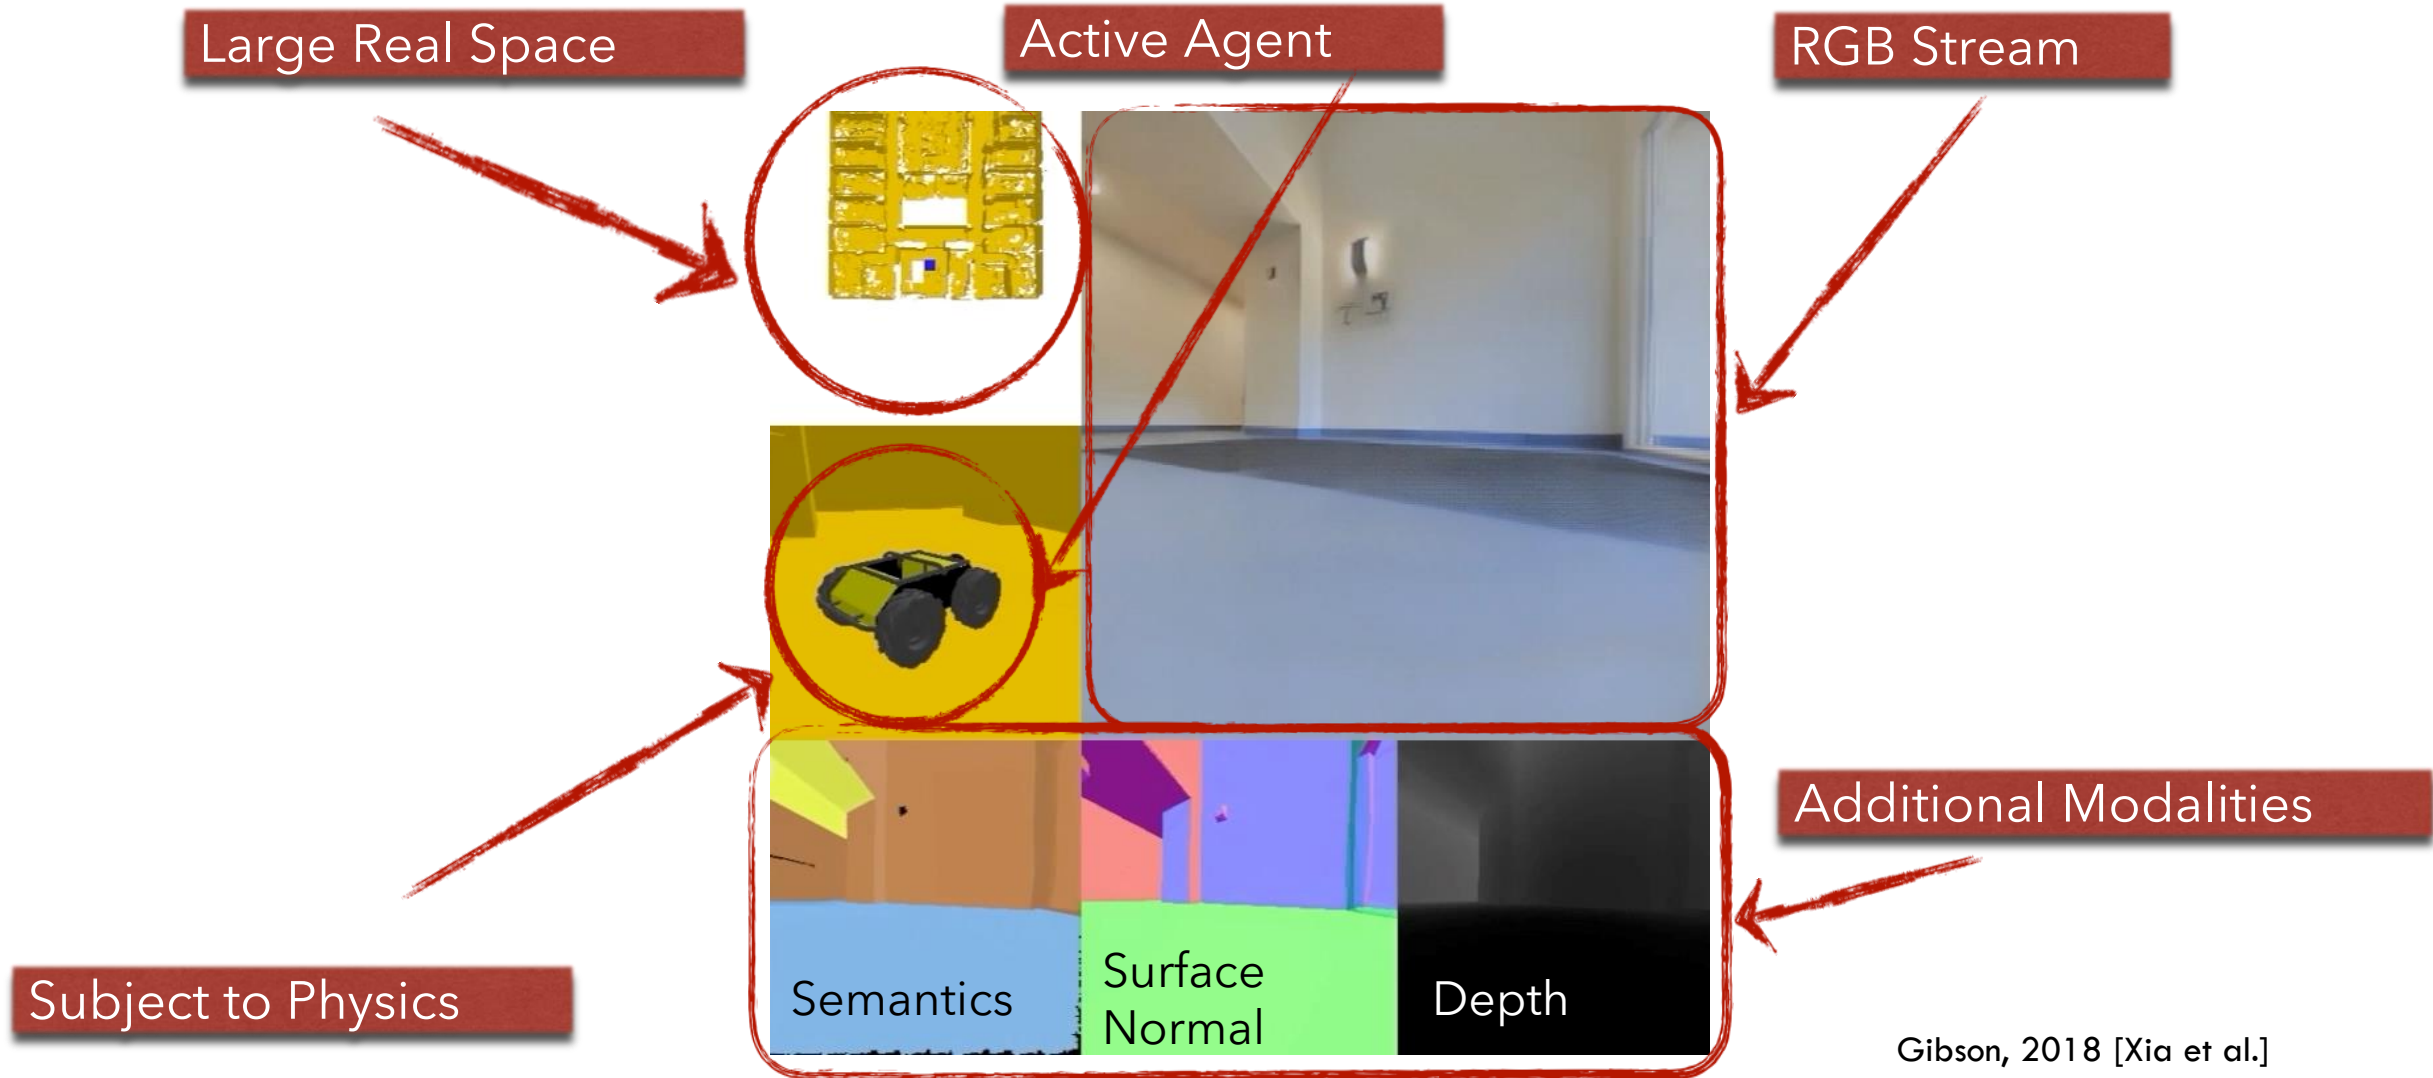 Large Real Space
Active Agent
RGB Stream
Additional Modalities
Subject to Physics
Semantics
Surface
Normal
Depth
Gibson, 2018 [Xia et al.]